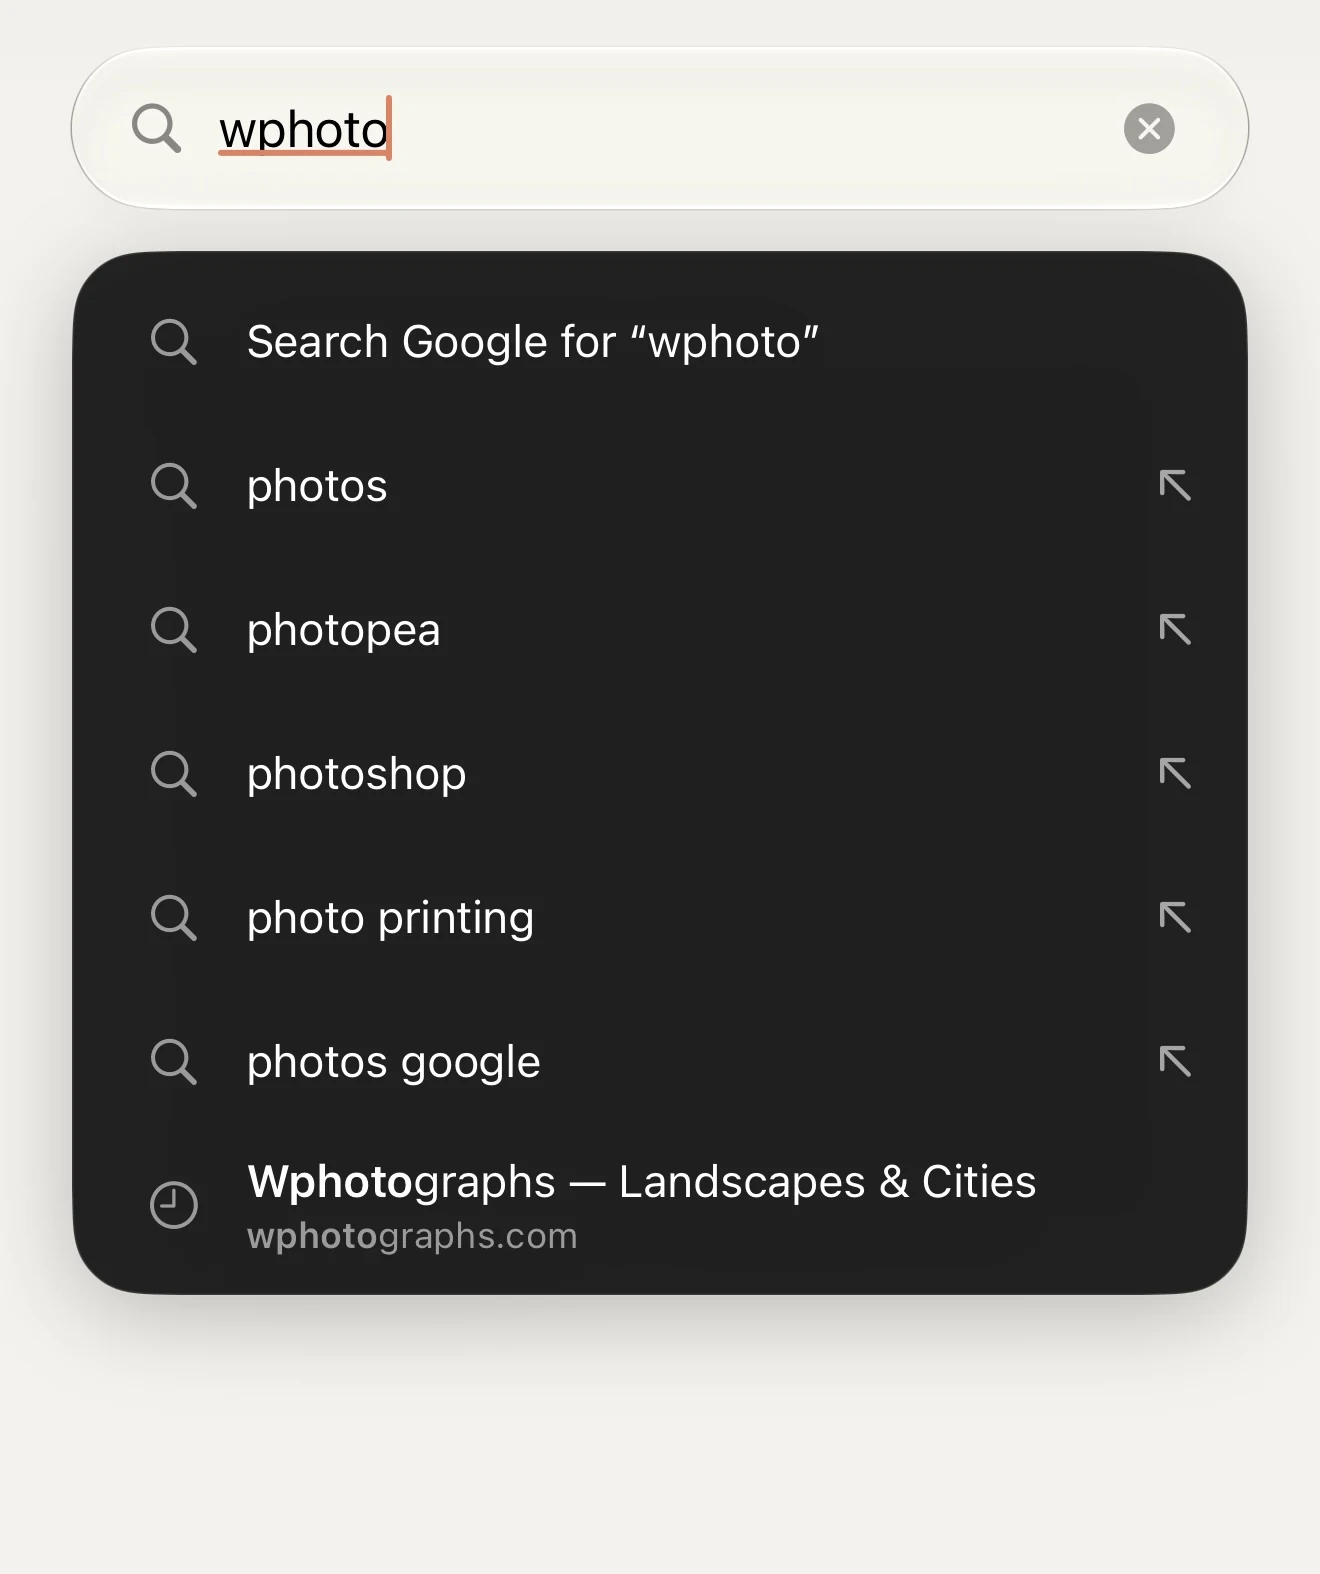 wphoto
Search Google for “wphoto”
photos
photopea
photoshop
photo printing
photos google
Wphotographs — Landscapes & Cities
wphotographs.com